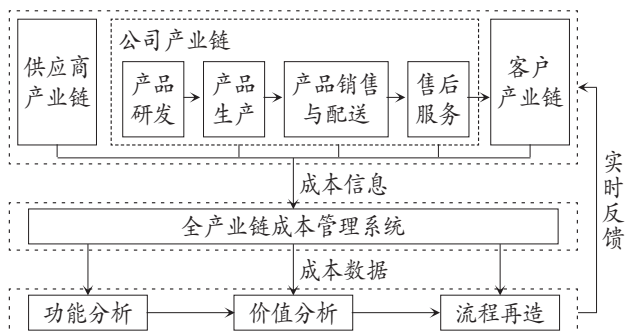 公司产业链
供应商
产业链
产品
研发
产品
生产
产品销售
与配送
售后
服务
客户
产业链
成本信息
实时反馈
全产业链成本管理系统
成本数据
功能分析
价值分析
流程再造